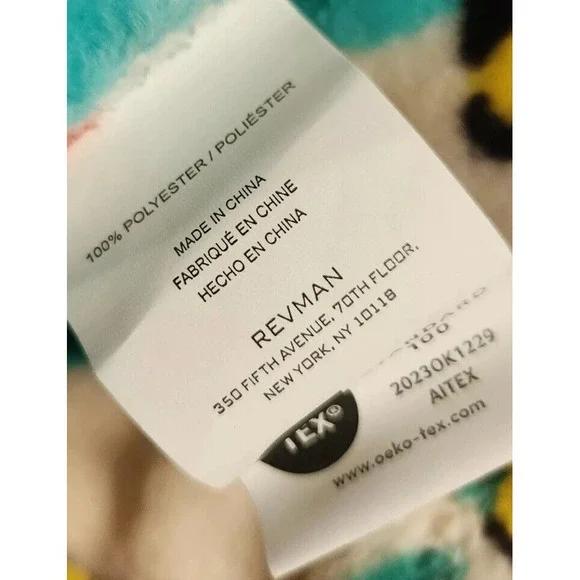 100% POLYESTER / POLIÉSTER
MADE IN CHINA
FABRIQUÉ EN CHINE
HECHO EN CHINA
REVMAN
350 FIFTH AVENUE, 70TH FLOOR,
NEW YORK, NY 10118
100
2023OK1229
AITEX
TEX®
www.oeko-tex.com